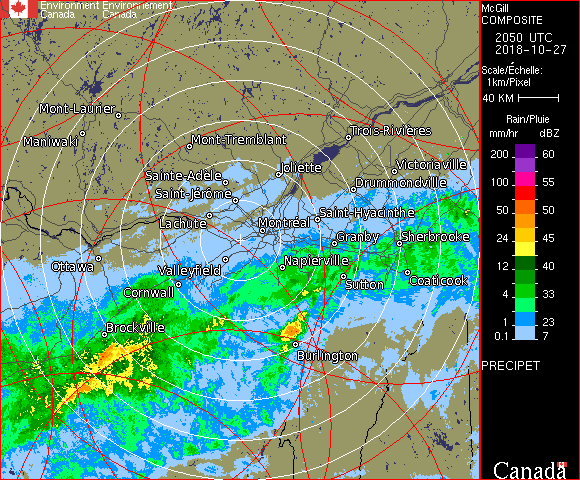 Environment Environnement
Canada Canada
McGill
COMPOSITE
2050 UTC
2018-10-27
Scale/Échelle:
1km/Pixel
40 KM
Rain/Pluie
mm/hr dBZ
200 60
100 55
50 50
24 45
12 40
4 33
1 23
0.1 7
PRECIPET
Canada
Mont-Laurier
Maniwaki
Mont-Tremblant
Trois-Rivières
Joliette
Victoriaville
Sainte-Adèle
Drummondville
Saint-Jérôme
Saint-Hyacinthe
Lachute
Montréal
Granby
Sherbrooke
Ottawa
Valleyfield
Napierville
Coaticook
Cornwall
Sutton
Brockville
Burlington